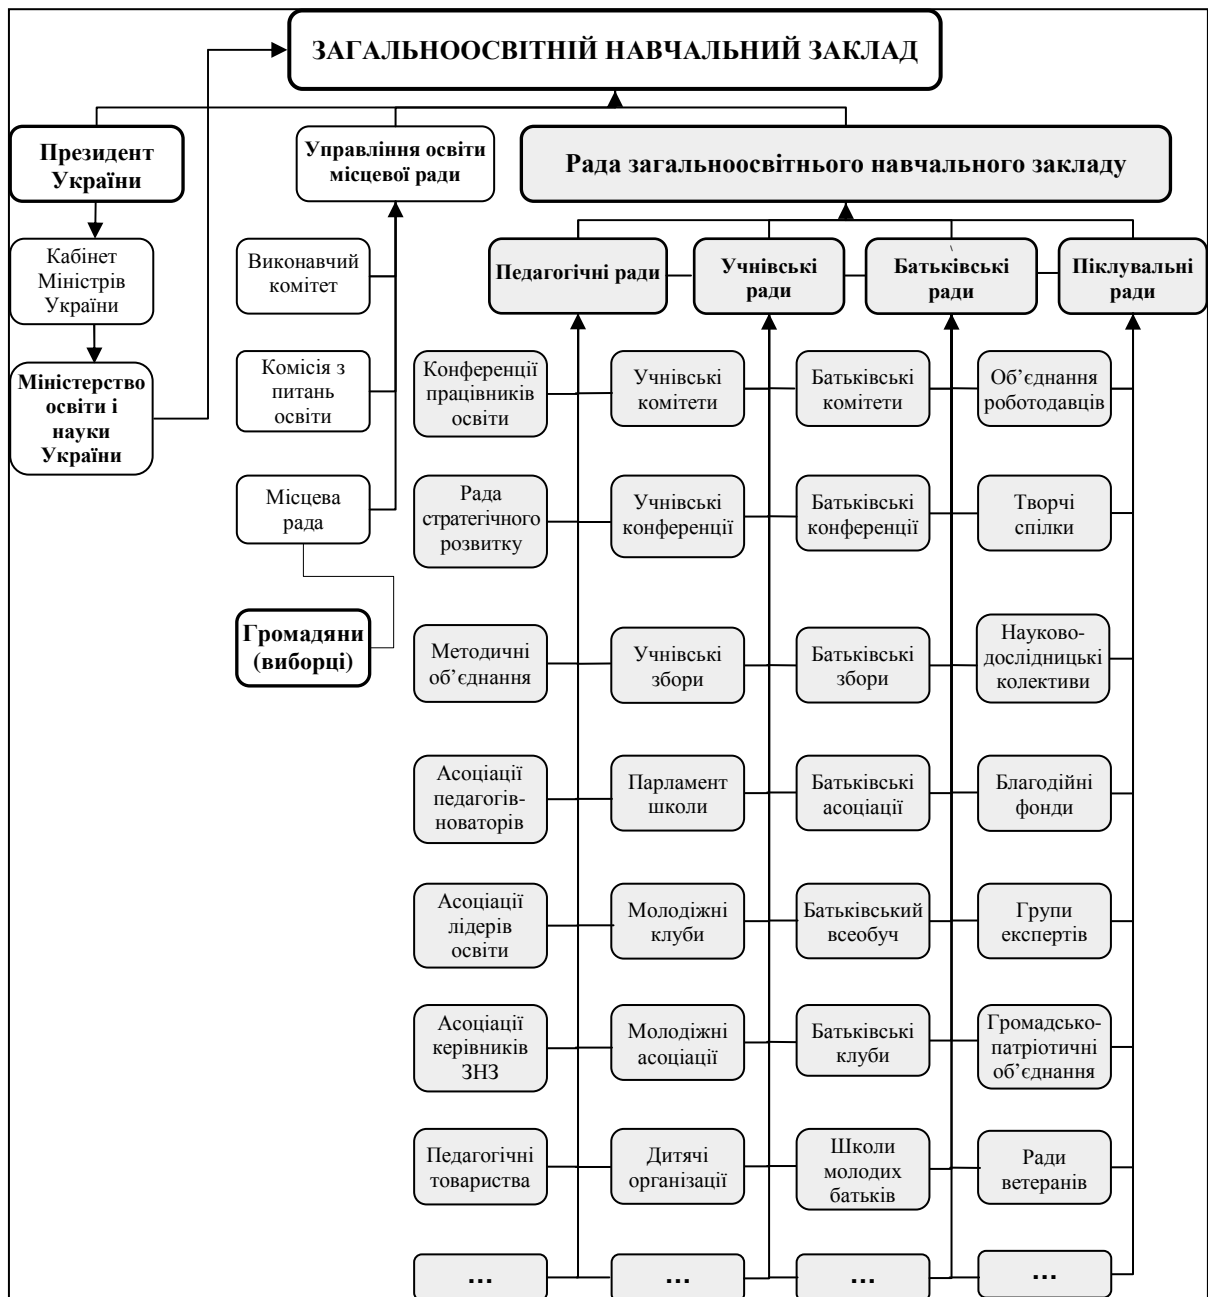 ЗАГАЛЬНООСВІТНІЙ НАВЧАЛЬНИЙ ЗАКЛАД
Президент
України
Управління освіти
місцевої ради
Рада загальноосвітнього навчального закладу
Кабінет
Міністрів
України
Виконавчий
комітет
Педагогічні ради
Учнівські
ради
Батьківські
ради
Піклувальні
ради
Міністерство
освіти і
науки
України
Комісія з
питань
освіти
Конференції
працівників
освіти
Учнівські
комітети
Батьківські
комітети
Об’єднання
роботодавців
Місцева
рада
Рада
стратегічного
розвитку
Учнівські
конференції
Батьківські
конференції
Творчі
спілки
Громадяни
(виборці)
Методичні
об’єднання
Учнівські
збори
Батьківські
збори
Науково-
дослідницькі
колективи
Асоціації
педагогів-
новаторів
Парламент
школи
Батьківські
асоціації
Благодійні
фонди
Асоціації
лідерів
освіти
Молодіжні
клуби
Батьківський
всеобуч
Групи
експертів
Асоціації
керівників
ЗНЗ
Молодіжні
асоціації
Батьківські
клуби
Громадсько-
патріотичні
об’єднання
Педагогічні
товариства
Дитячі
організації
Школи
молодих
батьків
Ради
ветеранів
...
...
...
...